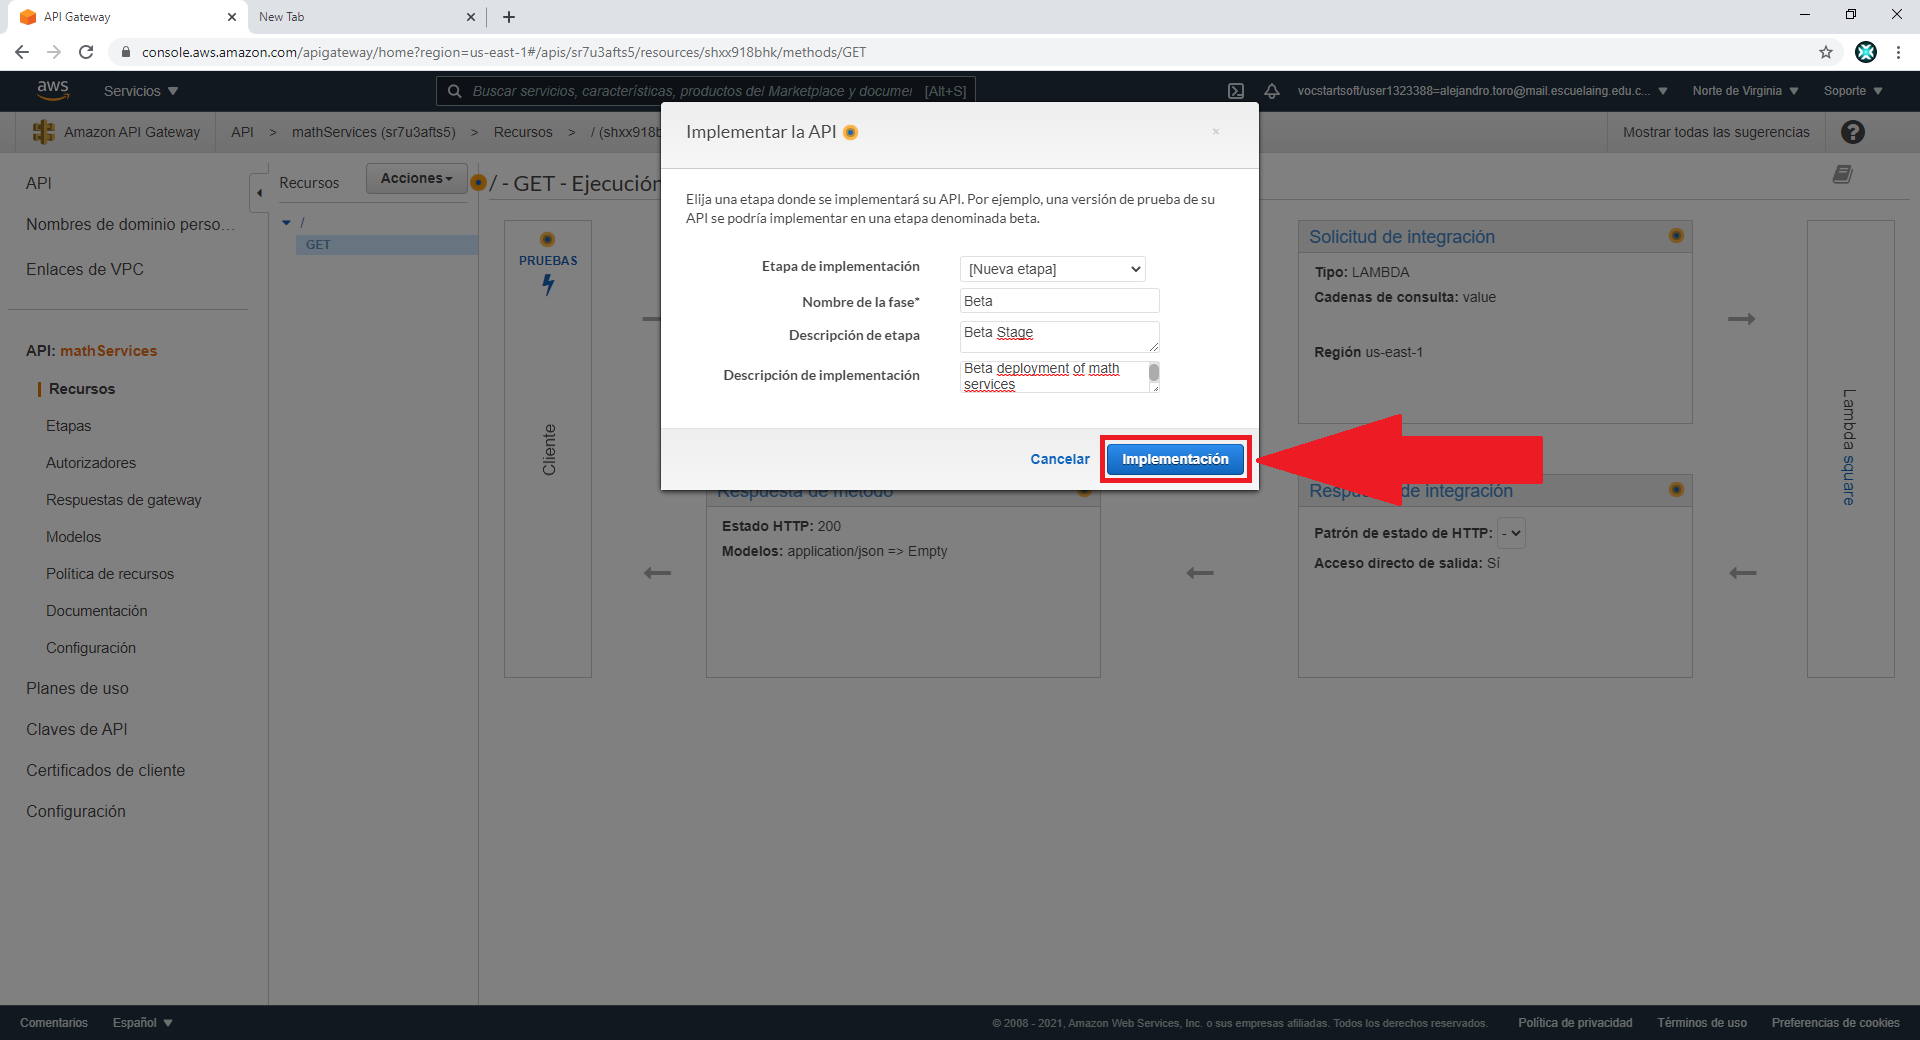 API Gateway
New Tab
console.aws.amazon.com/apigateway/home?region=us-east-1#/apis/sr7u3afts5/resources/shxx918bhk/methods/GET
aws
Servicios
Buscar servicios, características, productos del Marketplace y documei [Alt+S]
vocstartsoft/user1323388=alejandro.toro@mail.escuelaing.edu.c...
Norte de Virginia
Soporte
Amazon API Gateway
API > mathServices (sr7u3afts5) > Recursos > / (shxx918b
Mostrar todas las sugerencias
API
Nombres de dominio perso...
Enlaces de VPC
API: mathServices
Recursos
Etapas
Autorizadores
Respuestas de gateway
Modelos
Política de recursos
Documentación
Configuración
Planes de uso
Claves de API
Certificados de cliente
Configuración
Recursos
Acciones
/
GET
/ - GET - Ejecución
PRUEBAS
Cliente
Implementar la API
×
Elija una etapa donde se implementará su API. Por ejemplo, una versión de prueba de su
API se podría implementar en una etapa denominada beta.
Etapa de implementación [Nueva etapa]
Nombre de la fase* Beta
Descripción de etapa Beta Stage
Descripción de implementación Beta deployment of math
services
Cancelar Implementación
Solicitud de integración
Tipo: LAMBDA
Cadenas de consulta: value
Región us-east-1
Respuesta de método
Estado HTTP: 200
Modelos: application/json => Empty
Respu de integración
Patrón de estado de HTTP: -
Acceso directo de salida: Sí
Lambda square
Comentarios
Español
© 2008 - 2021, Amazon Web Services, Inc. o sus empresas afiliadas. Todos los derechos reservados.
Política de privacidad
Términos de uso
Preferencias de cookies